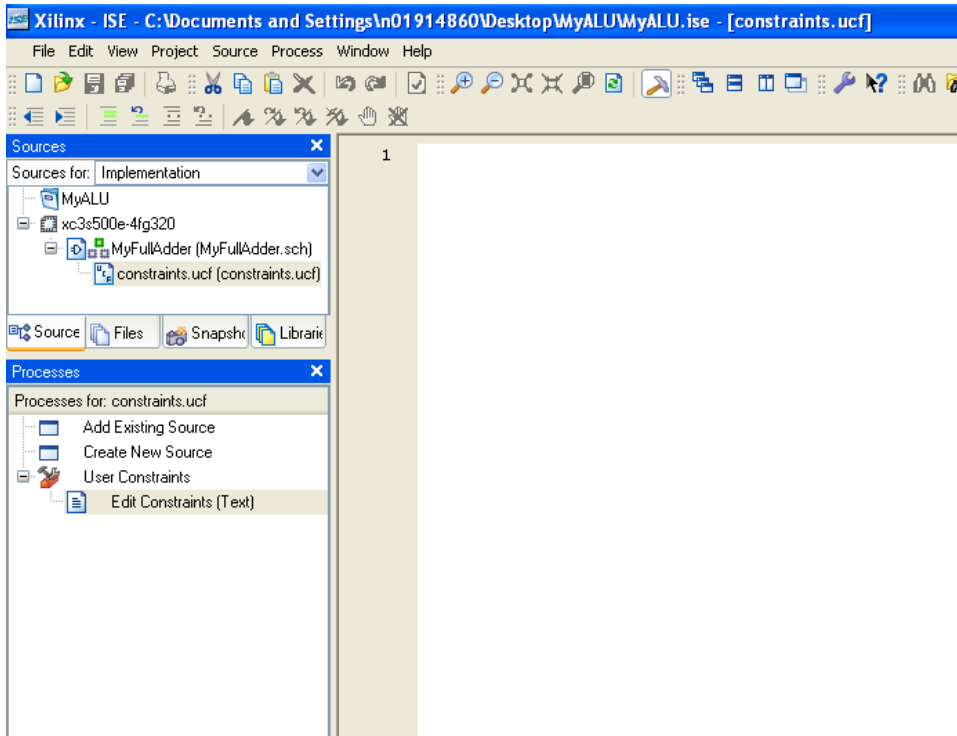 Xilinx - ISE - C:\Documents and Settings\n01914860\Desktop\MyALU\MyALU.ise - [constraints.ucf]
File Edit View Project Source Process Window Help
Sources
Sources for: Implementation
MyALU
xc3s500e-4fg320
MyFullAdder (MyFullAdder.sch)
constraints.ucf (constraints.ucf)
Source Files Snapsh Librarie
Processes
Processes for: constraints.ucf
Add Existing Source
Create New Source
User Constraints
Edit Constraints (Text)
1